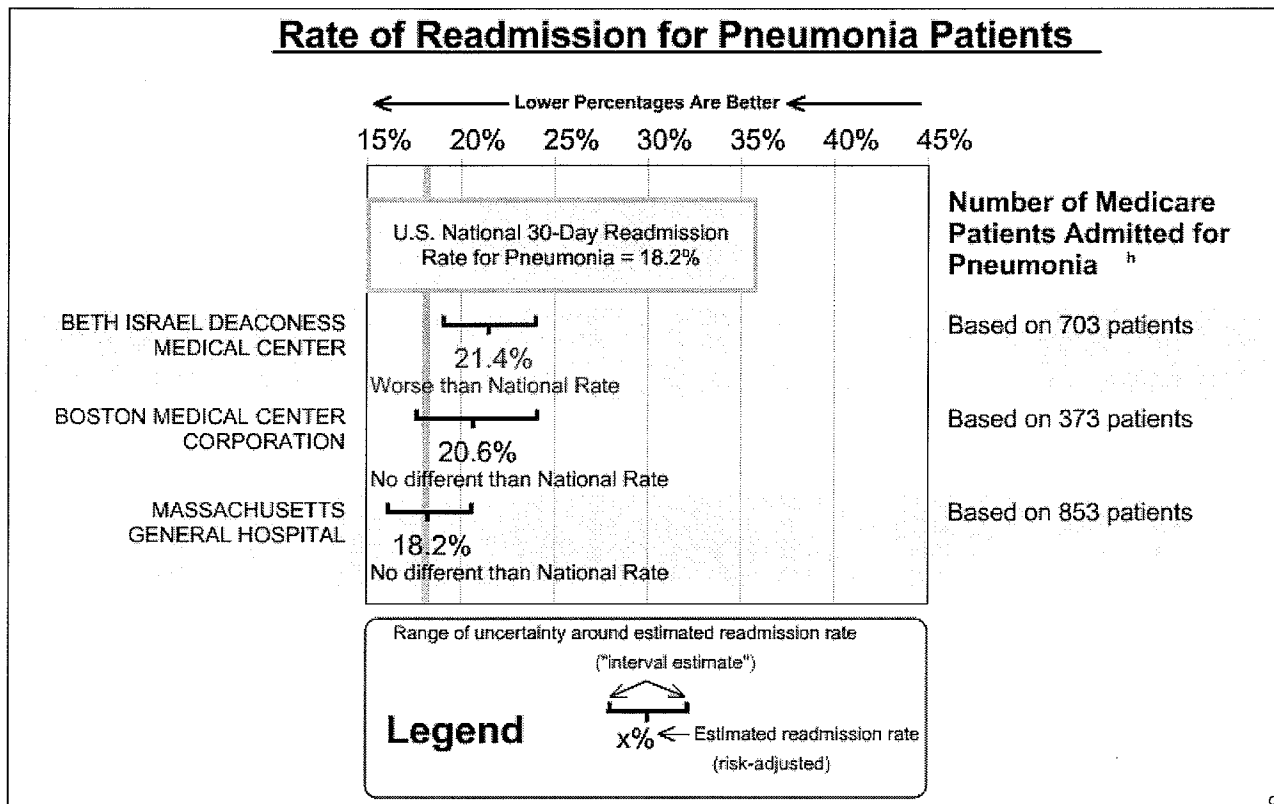 Rate of Readmission for Pneumonia Patients
Lower Percentages Are Better
15% 20% 25% 30% 35% 40% 45%
Number of Medicare
Patients Admitted for
Pneumonia h
U.S. National 30-Day Readmission
Rate for Pneumonia = 18.2%
BETH ISRAEL DEACONESS
MEDICAL CENTER
21.4%
Worse than National Rate
Based on 703 patients
BOSTON MEDICAL CENTER
CORPORATION
20.6%
No different than National Rate
Based on 373 patients
MASSACHUSETTS
GENERAL HOSPITAL
18.2%
No different than National Rate
Based on 853 patients
Range of uncertainty around estimated readmission rate
("interval estimate")
Legend
x%
Estimated readmission rate
(risk-adjusted)